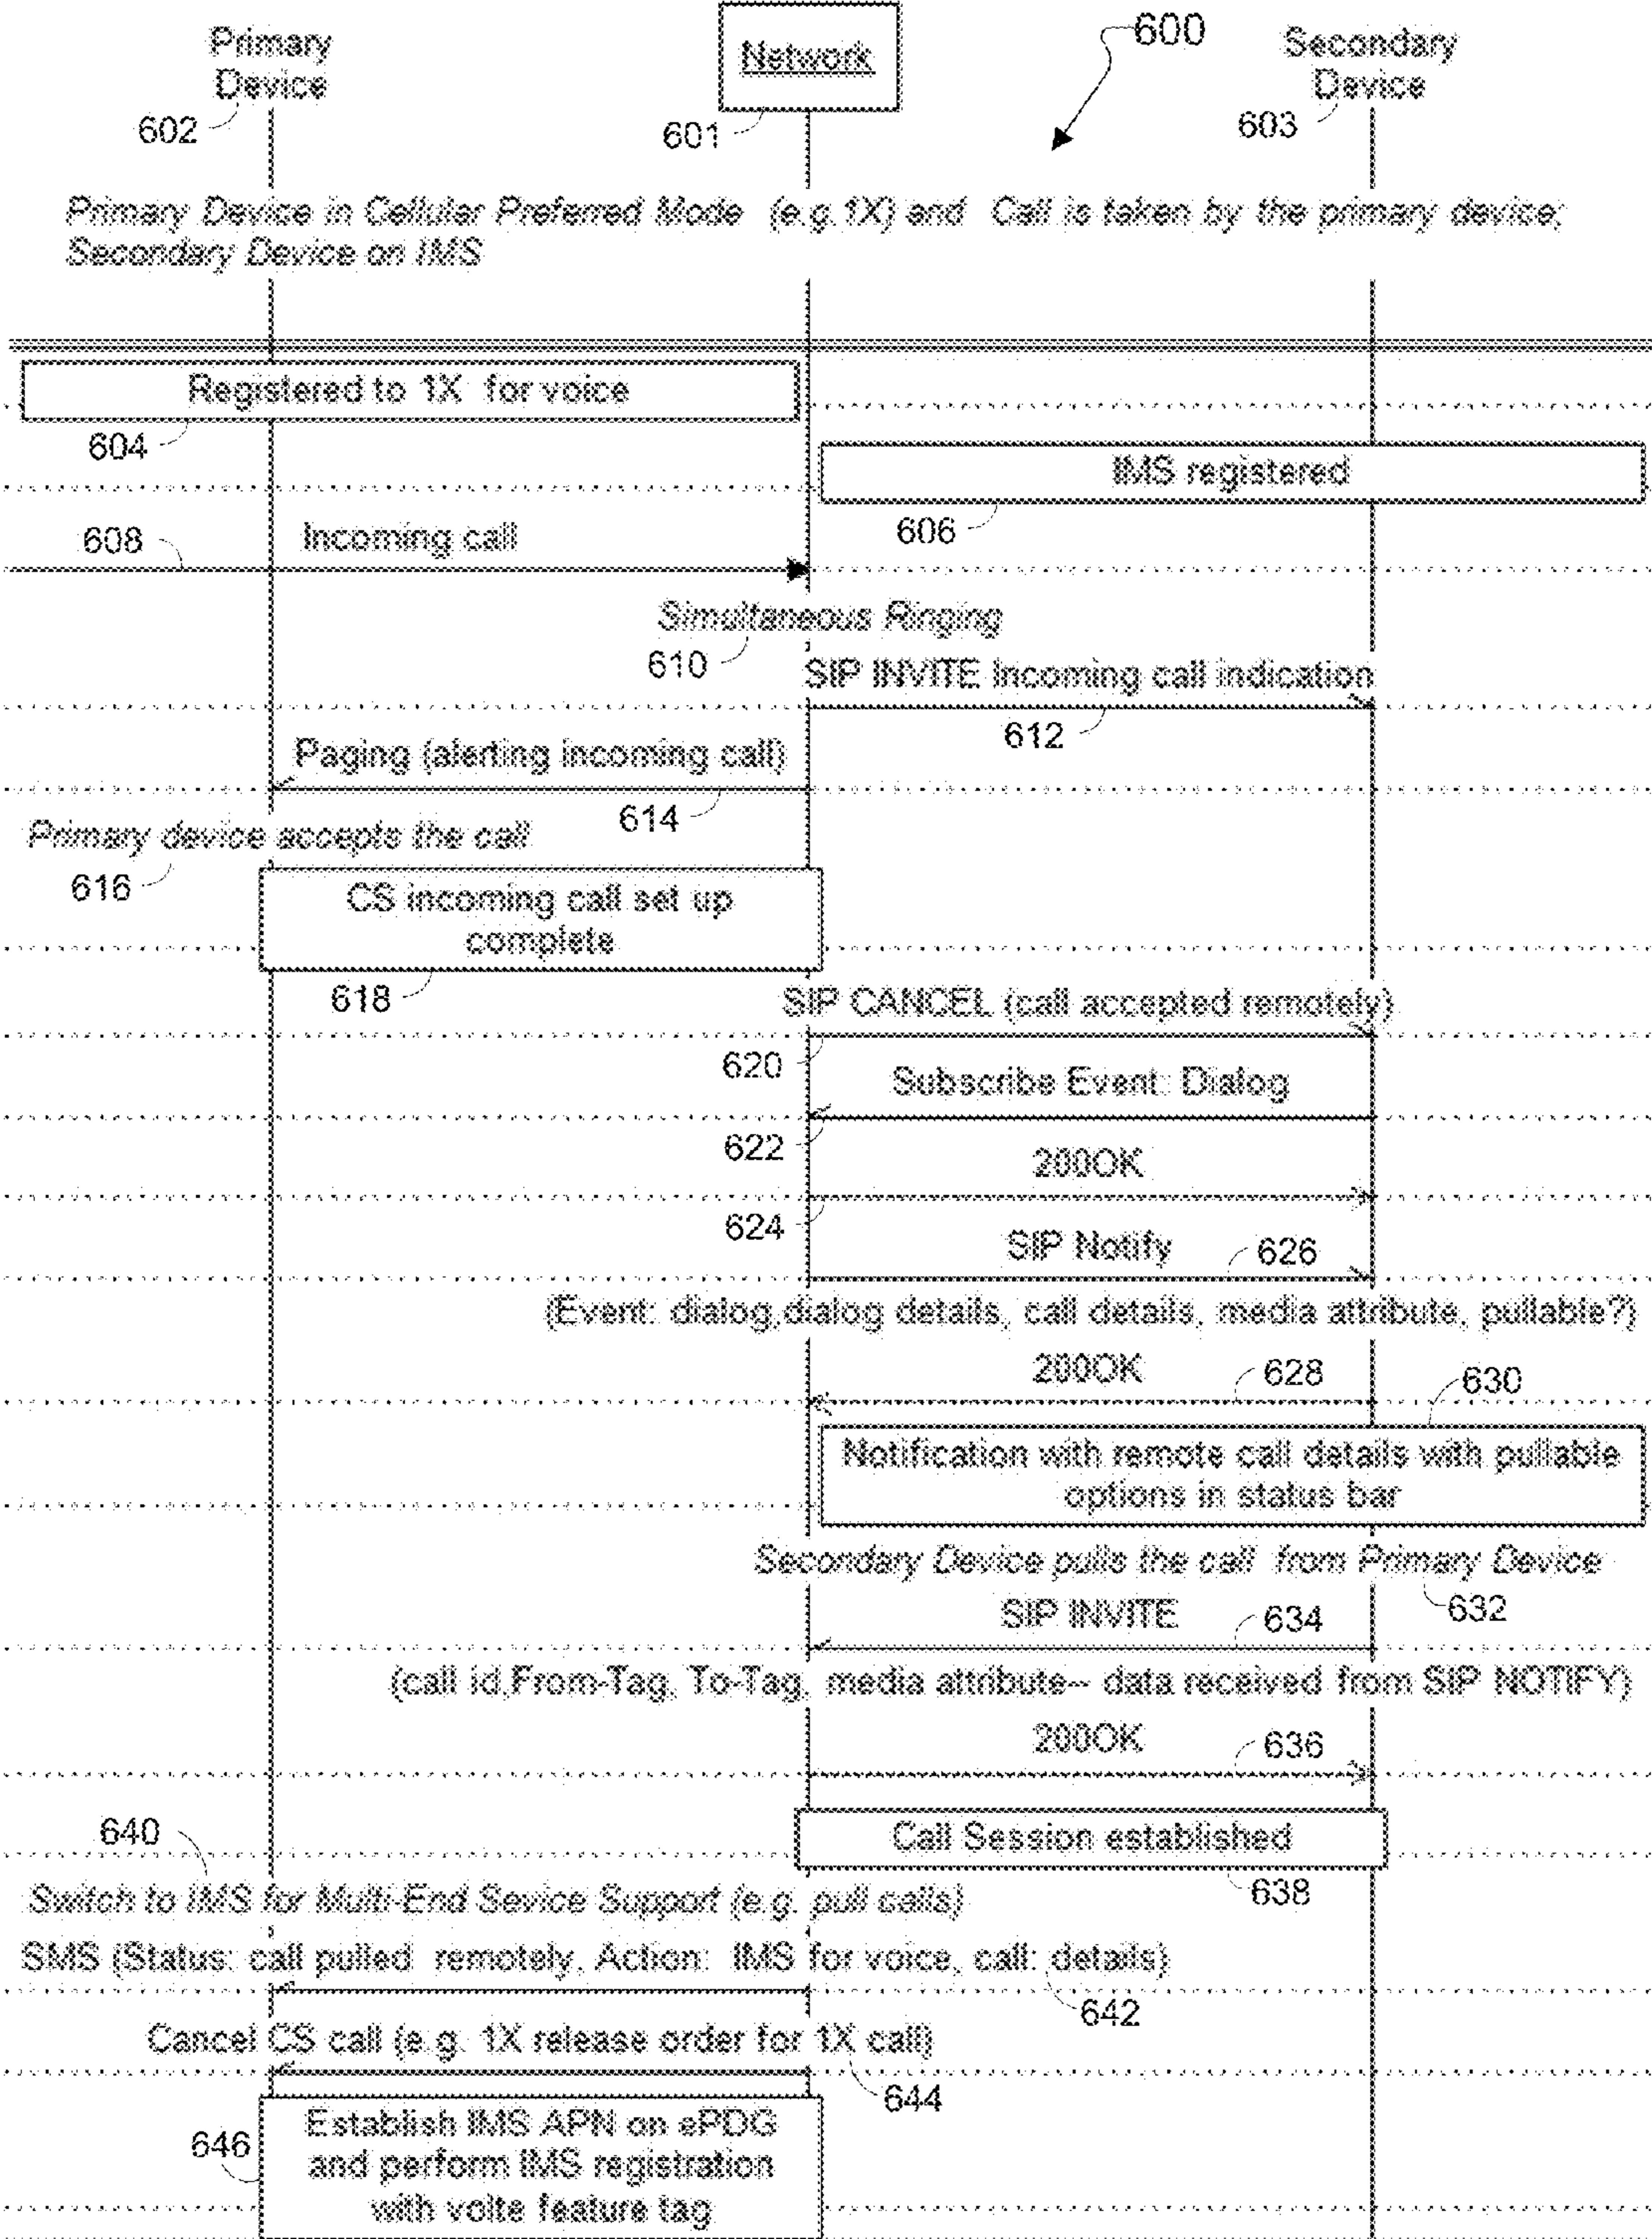 600
Primary
Device
602
Network
601
Secondary
Device
603
Primary Device in Cellular Preferred Mode (e.g.1X) and Call is taken by the primary device;
Secondary Device on IMS
Registered to 1X for voice
604
IMS registered
606
608
Incoming call
Simultaneous Ringing
610
SIP INVITE Incoming call indication
612
Paging (alerting incoming call)
614
Primary device accepts the call
616
CS incoming call set up
complete
618
SIP CANCEL (call accepted remotely)
620
Subscribe Event: Dialog
622
200OK
624
SIP Notify
626
(Event: dialog,dialog details, call details, media attribute, pullable?)
200OK
628
630
Notification with remote call details with pullable
options in status bar
Secondary Device pulls the call from Primary Device
632
SIP INVITE
634
(call id,From-Tag, To-Tag, media attribute-- data received from SIP NOTIFY)
200OK
636
Call Session established
638
640
Switch to IMS for Multi-End Sevice Support (e.g. pull calls)
SMS (Status: call pulled remotely, Action: IMS for voice, call: details)
642
Cancel CS call (e.g. 1X release order for 1X call)
644
Establish IMS APN on ePDG
and perform IMS registration
with volte feature tag
646